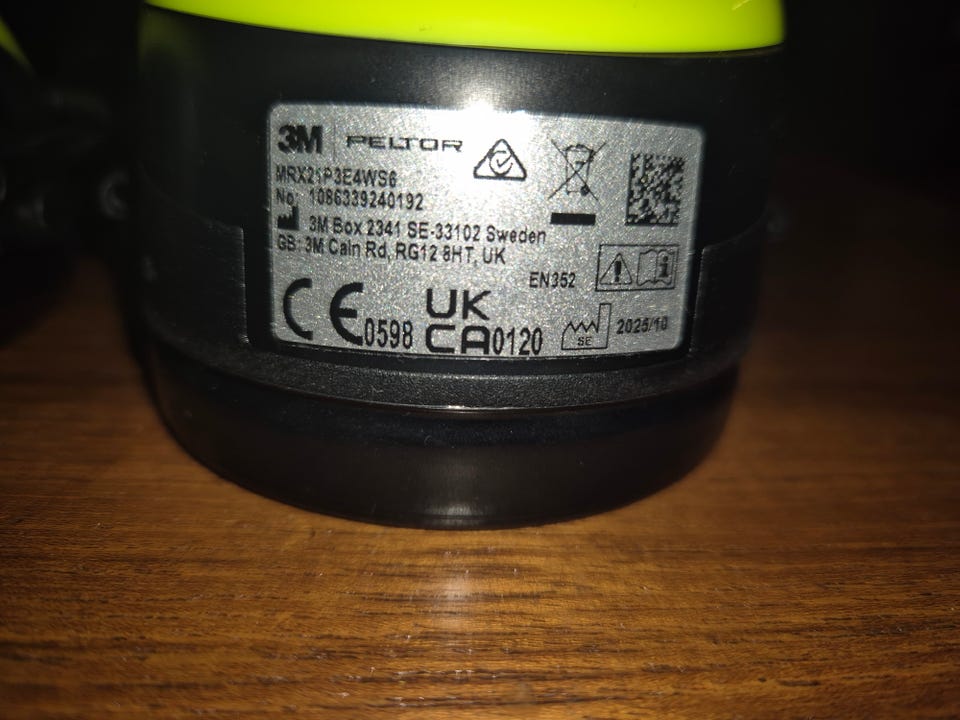 3M PELTOR
MRX21P3E4WS6
No: 1086339240192
3M Box 2341 SE-33102 Sweden
GB: 3M Cain Rd, RG12 8HT, UK
EN352
CE0598
UK
CA0120
SE
2025/10